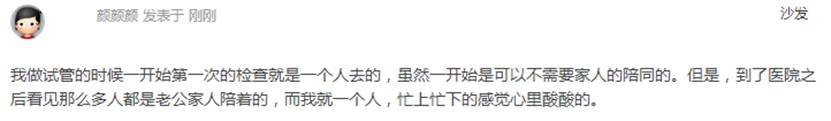 颜颜颜 发表于 刚刚
沙发
我做试管的时候一开始第一次的检查就是一个人去的，虽然一开始是可以不需要家人的陪同的。但是，到了医院之
后看见那么多人都是老公家人陪着的，而我就一个人，忙上忙下的感觉心里酸酸的。